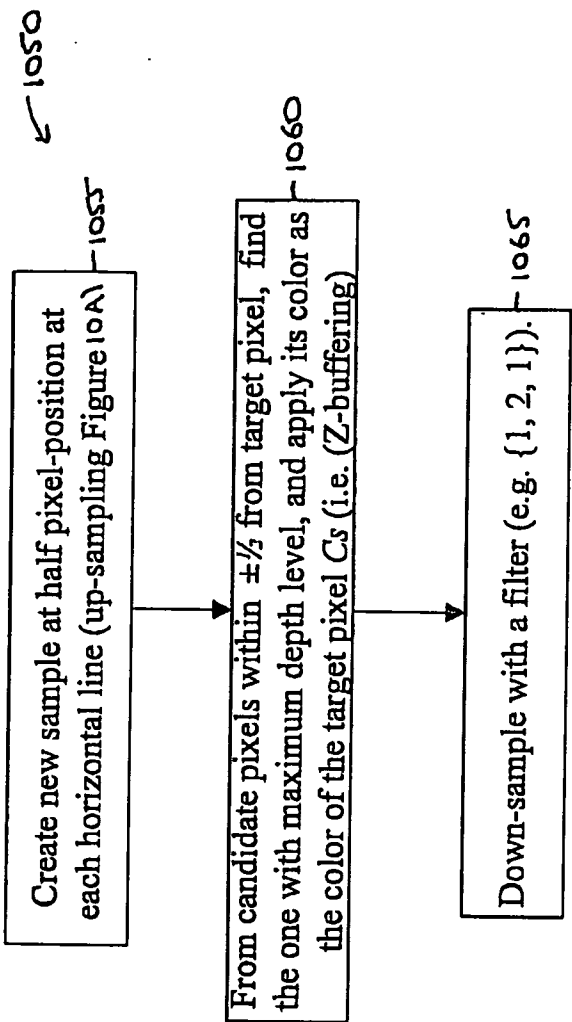 1050
Create new sample at half pixel-position at
each horizontal line (up-sampling Figure 10A)
1055
From candidate pixels within ±½ from target pixel, find
the one with maximum depth level, and apply its color as
the color of the target pixel Cs (i.e. (Z-buffering)
1060
Down-sample with a filter (e.g. {1, 2, 1}).
1065